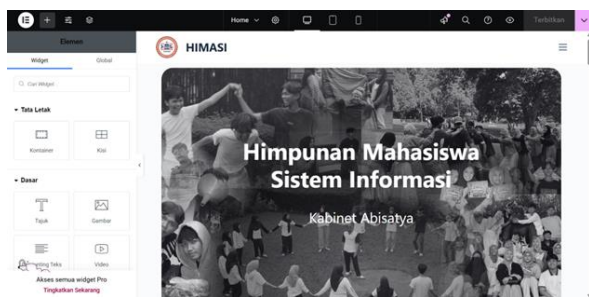 Home
Terbitkan
Elemen
Widget
Global
Cari Widget...
Tata Letak
Kontainer
Kisi
Dasar
Tajuk
Gambar
Teks
Video
Akses semua widget Pro
Tingkatkan Sekarang
HIMASI
Himpunan Mahasiswa
Sistem Informasi
Kabinet Abisatya